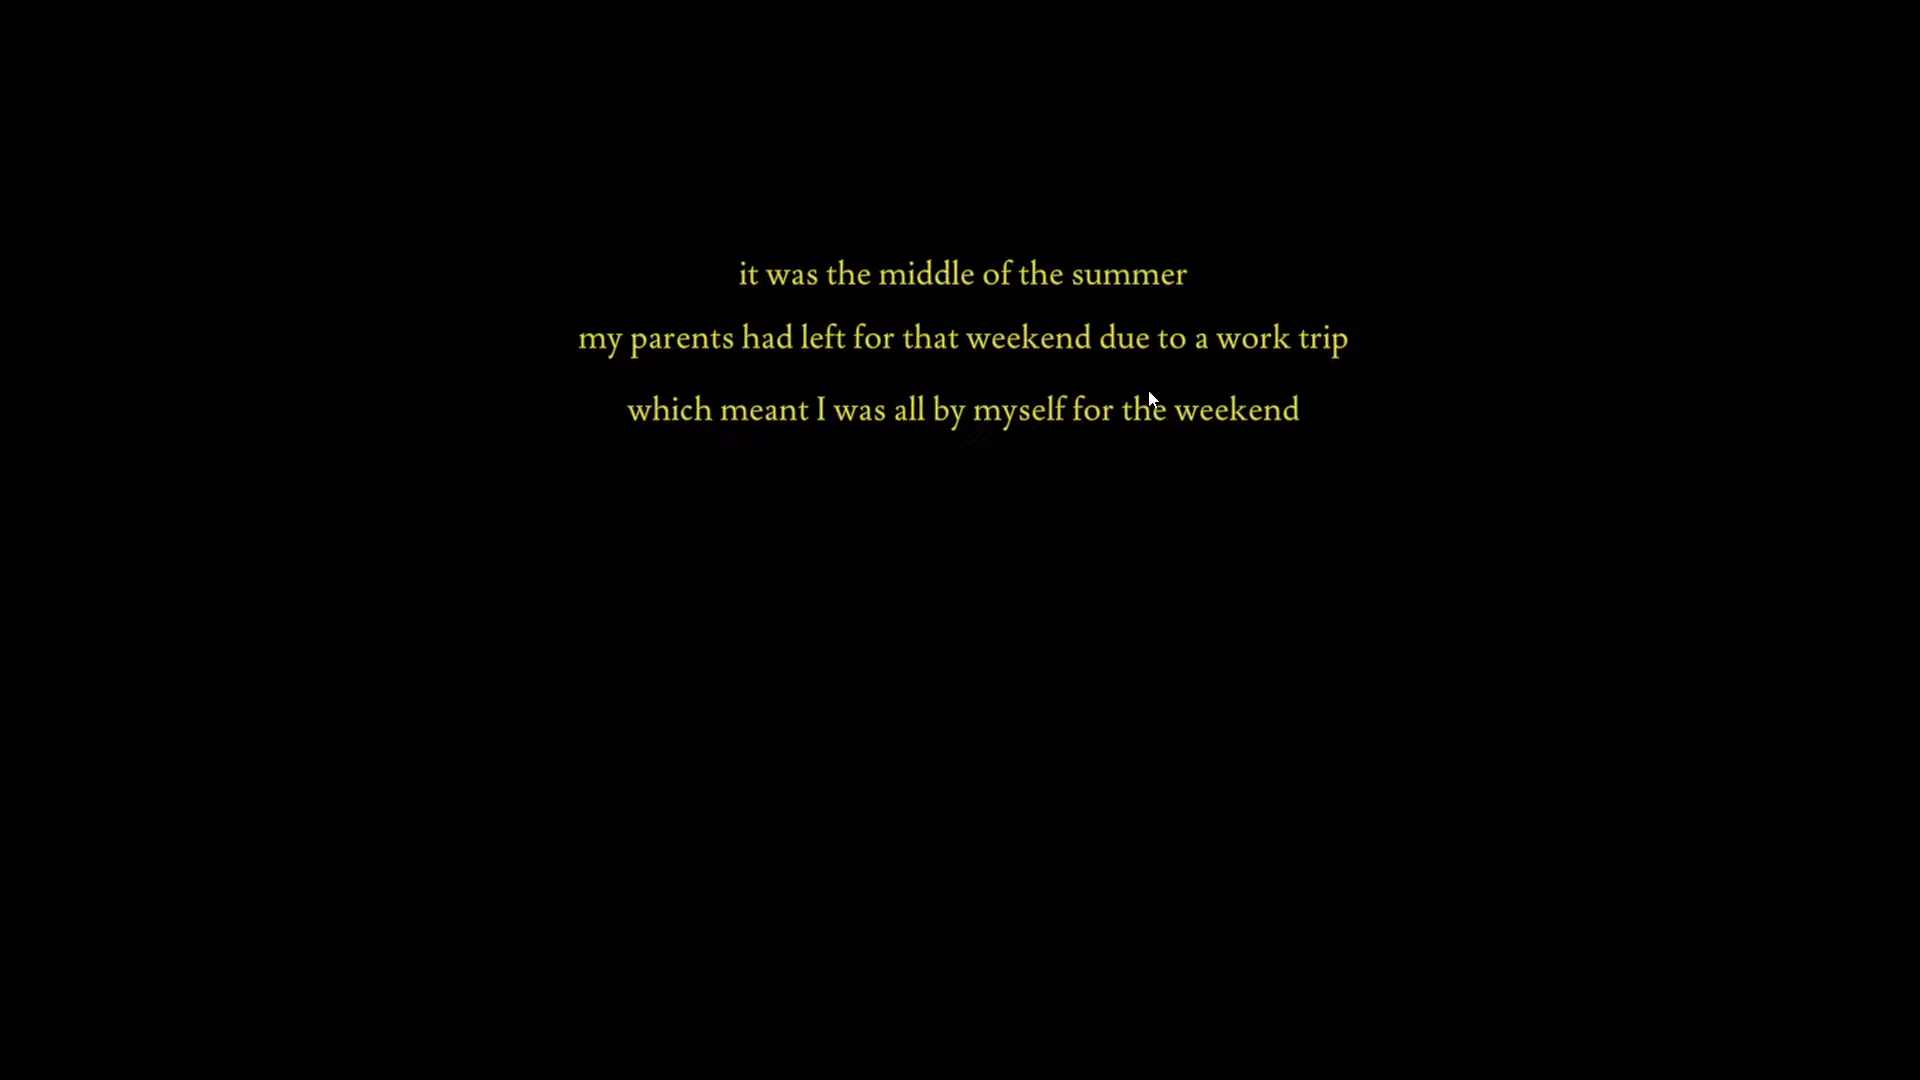 it was the middle of the summer
my parents had left for that weekend due to a work trip
which meant I was all by myself for the weekend